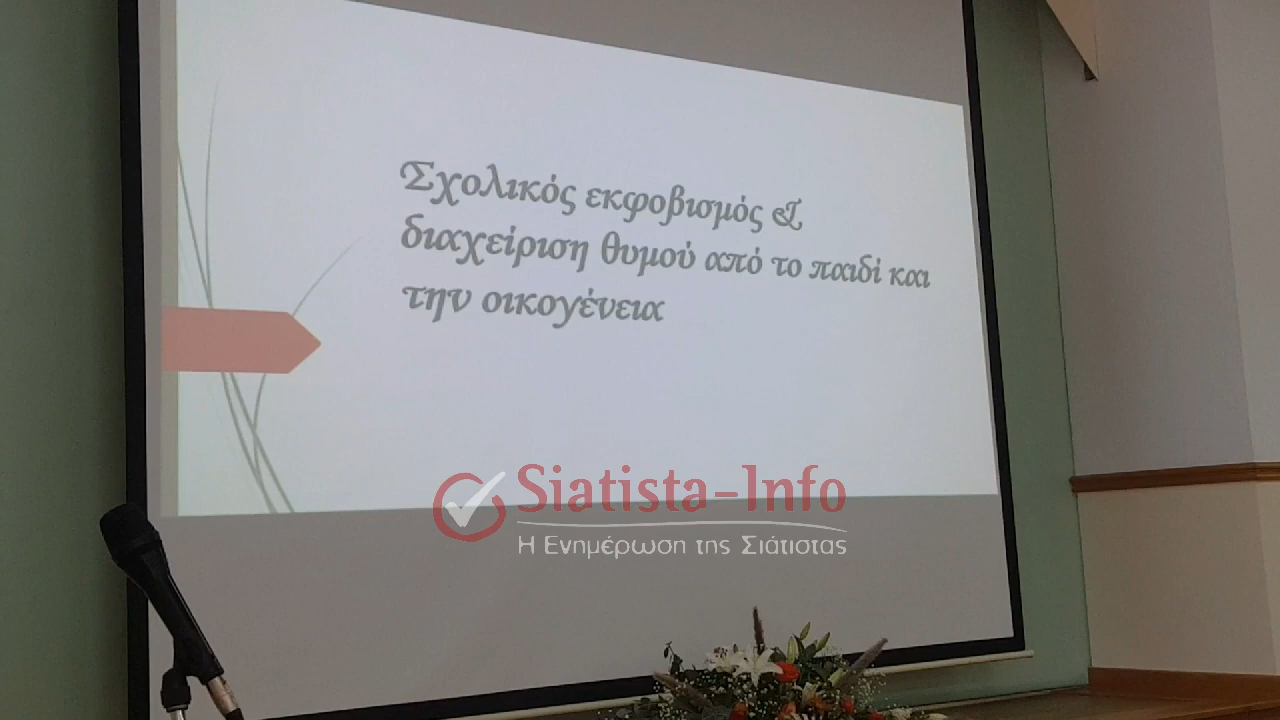 Σχολικός εκφοβισμός &
διαχείριση θυμού από το παιδί και
την οικογένεια
Siatista-Info
Η Ενημέρωση της Σιάτιστας